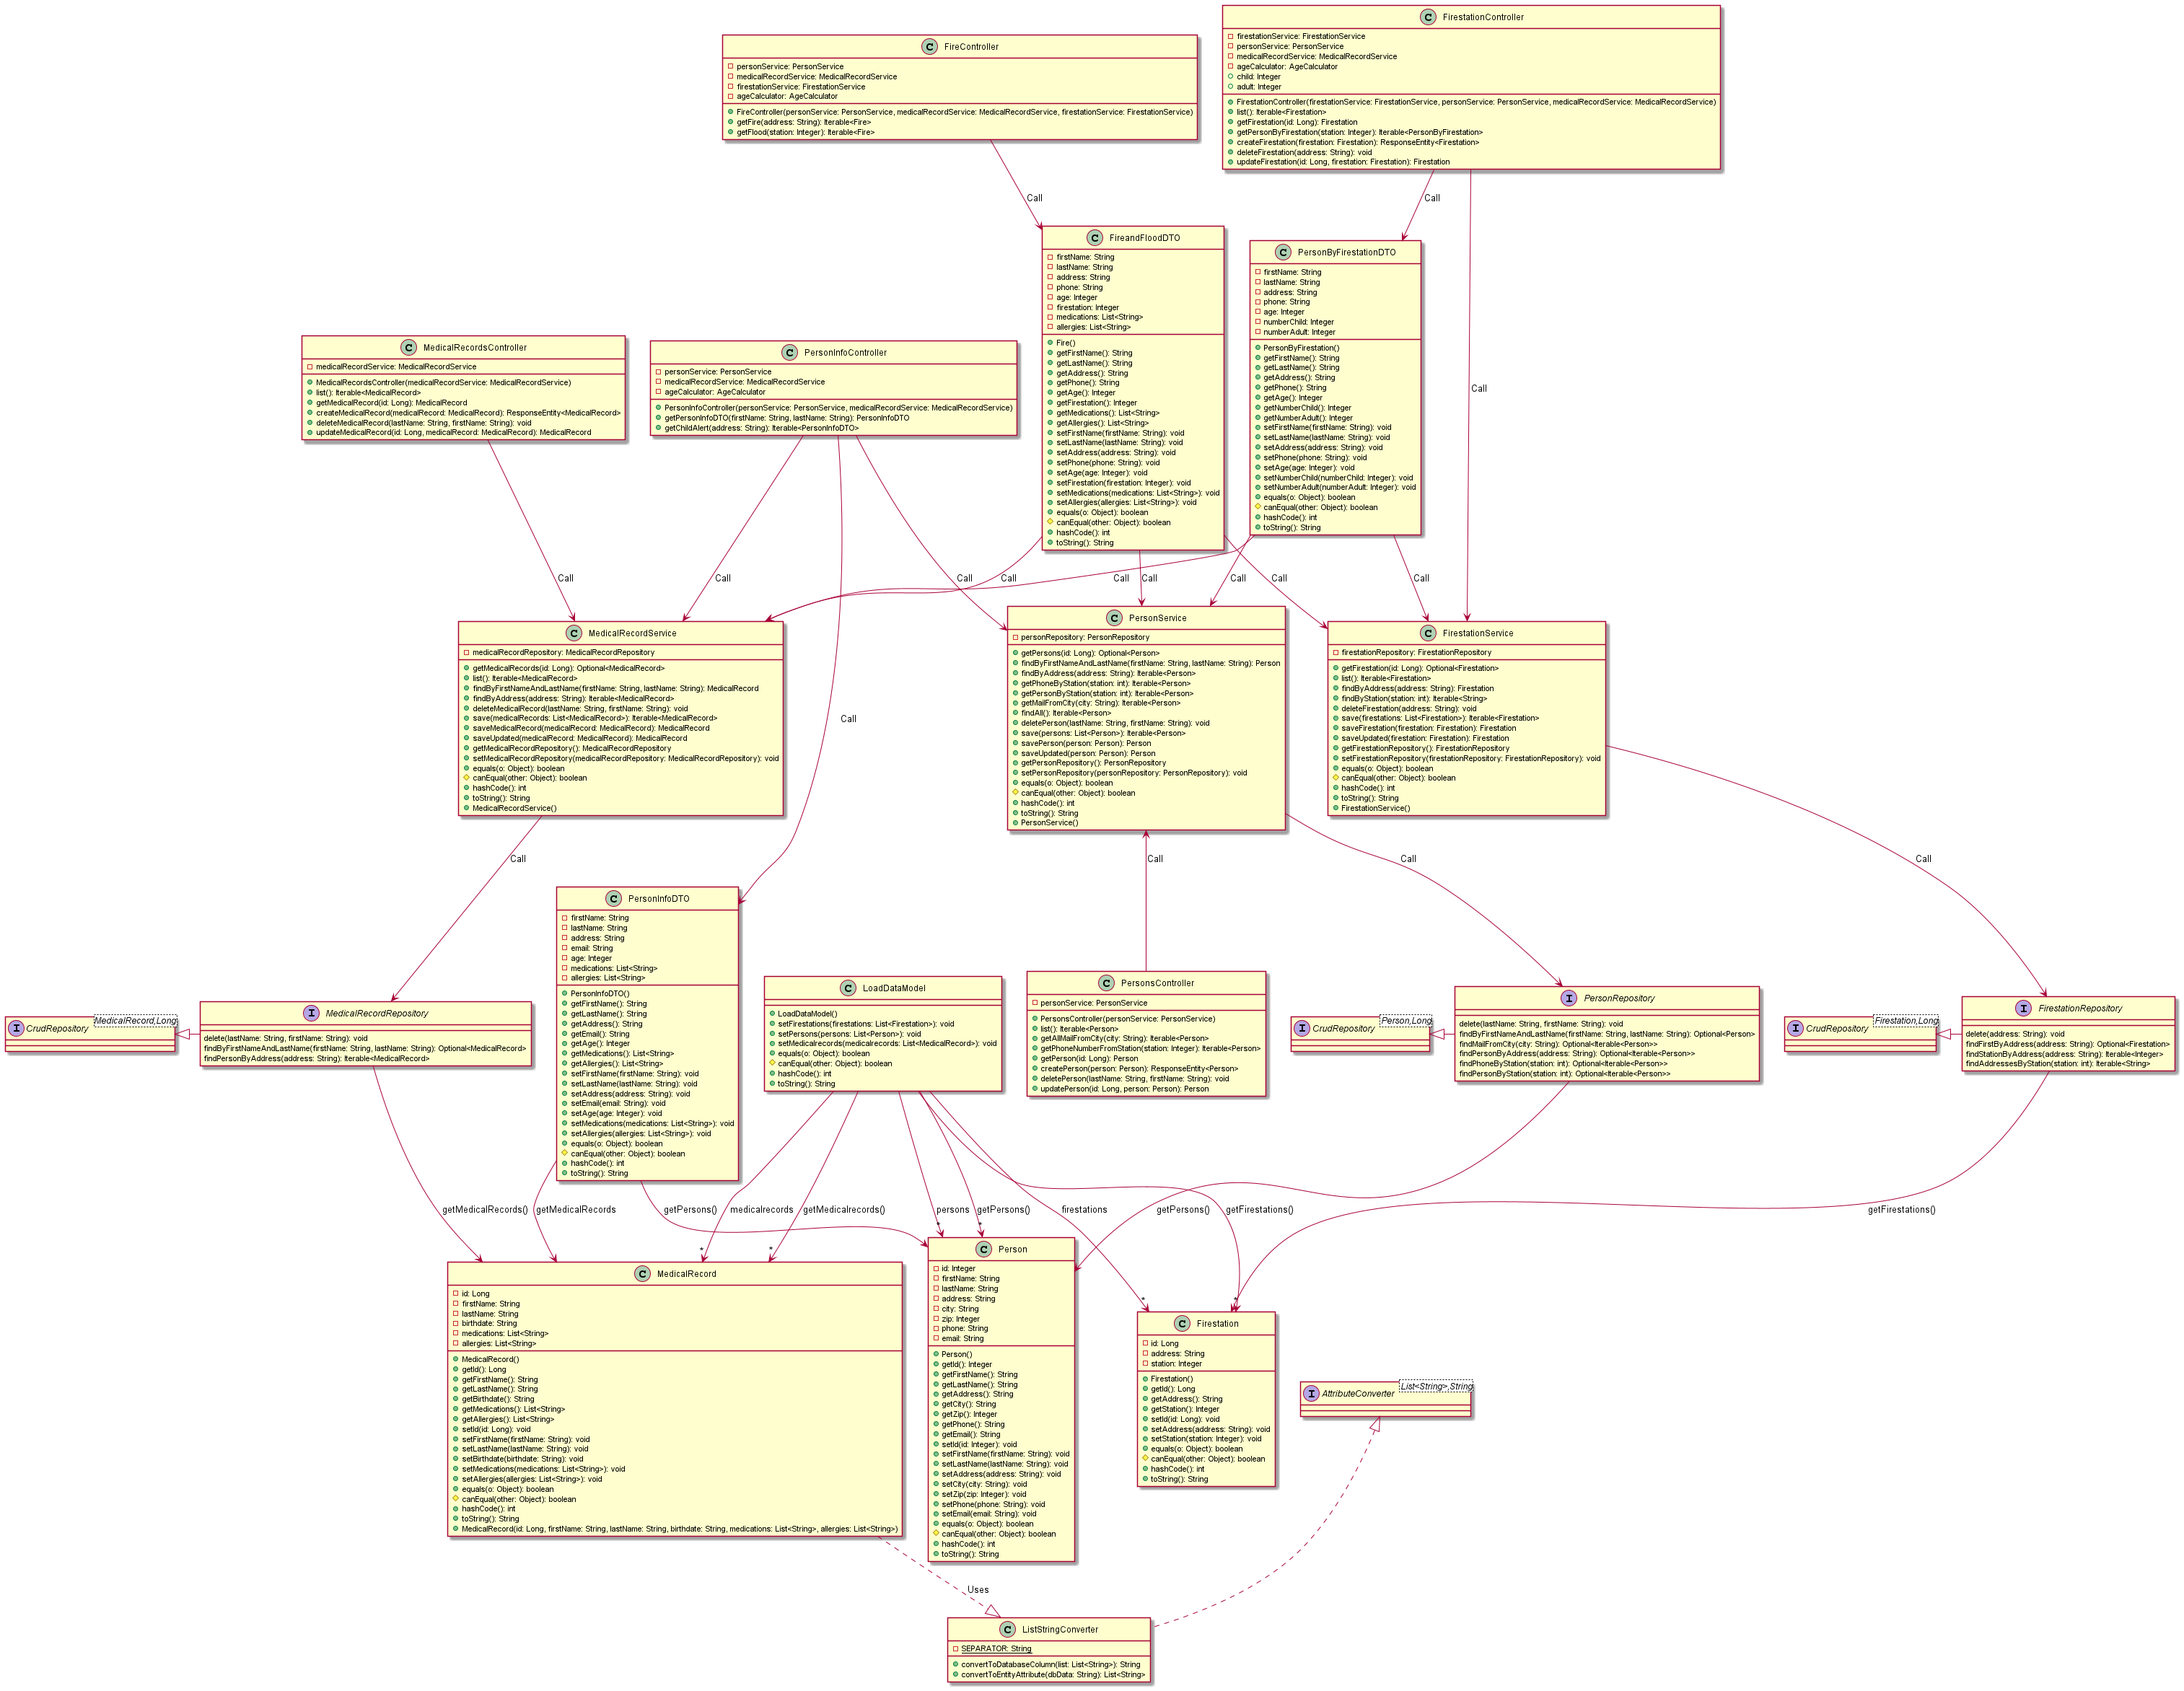 FirestationController
firestationService: FirestationService
personService: PersonService
medicalRecordService: MedicalRecordService
ageCalculator: AgeCalculator
child: Integer
adult: Integer
FirestationController(firestationService: FirestationService, personService: PersonService, medicalRecordService: MedicalRecordService)
list(): Iterable<Firestation>
getFirestation(id: Long): Firestation
getPersonByFirestation(station: Integer): Iterable<PersonByFirestation>
createFirestation(firestation: Firestation): ResponseEntity<Firestation>
deleteFirestation(address: String): void
updateFirestation(id: Long, firestation: Firestation): Firestation
FireController
personService: PersonService
medicalRecordService: MedicalRecordService
firestationService: FirestationService
ageCalculator: AgeCalculator
FireController(personService: PersonService, medicalRecordService: MedicalRecordService, firestationService: FirestationService)
getFire(address: String): Iterable<Fire>
getFlood(station: Integer): Iterable<Fire>
Call
Call
Call
FireandFloodDTO
firstName: String
lastName: String
address: String
phone: String
age: Integer
firestation: Integer
medications: List<String>
allergies: List<String>
Fire()
getFirstName(): String
getLastName(): String
getAddress(): String
getPhone(): String
getAge(): Integer
getFirestation(): Integer
getMedications(): List<String>
getAllergies(): List<String>
setFirstName(firstName: String): void
setLastName(lastName: String): void
setAddress(address: String): void
setPhone(phone: String): void
setAge(age: Integer): void
setFirestation(firestation: Integer): void
setMedications(medications: List<String>): void
setAllergies(allergies: List<String>): void
equals(o: Object): boolean
canEqual(other: Object): boolean
hashCode(): int
toString(): String
PersonByFirestationDTO
firstName: String
lastName: String
address: String
phone: String
age: Integer
numberChild: Integer
numberAdult: Integer
PersonByFirestation()
getFirstName(): String
getLastName(): String
getAddress(): String
getPhone(): String
getAge(): Integer
getNumberChild(): Integer
getNumberAdult(): Integer
setFirstName(firstName: String): void
setLastName(lastName: String): void
setAddress(address: String): void
setPhone(phone: String): void
setAge(age: Integer): void
setNumberChild(numberChild: Integer): void
setNumberAdult(numberAdult: Integer): void
equals(o: Object): boolean
canEqual(other: Object): boolean
hashCode(): int
toString(): String
MedicalRecordsController
medicalRecordService: MedicalRecordService
MedicalRecordsController(medicalRecordService: MedicalRecordService)
list(): Iterable<MedicalRecord>
getMedicalRecord(id: Long): MedicalRecord
createMedicalRecord(medicalRecord: MedicalRecord): ResponseEntity<MedicalRecord>
deleteMedicalRecord(lastName: String, firstName: String): void
updateMedicalRecord(id: Long, medicalRecord: MedicalRecord): MedicalRecord
PersonInfoController
personService: PersonService
medicalRecordService: MedicalRecordService
ageCalculator: AgeCalculator
PersonInfoController(personService: PersonService, medicalRecordService: MedicalRecordService)
getPersonInfoDTO(firstName: String, lastName: String): PersonInfoDTO
getChildAlert(address: String): Iterable<PersonInfoDTO>
Call
Call
Call
Call
Call
Call
Call
Call
Call
MedicalRecordService
medicalRecordRepository: MedicalRecordRepository
getMedicalRecords(id: Long): Optional<MedicalRecord>
list(): Iterable<MedicalRecord>
findByFirstNameAndLastName(firstName: String, lastName: String): MedicalRecord
findByAddress(address: String): Iterable<MedicalRecord>
deleteMedicalRecord(lastName: String, firstName: String): void
save(medicalRecords: List<MedicalRecord>): Iterable<MedicalRecord>
saveMedicalRecord(medicalRecord: MedicalRecord): MedicalRecord
saveUpdated(medicalRecord: MedicalRecord): MedicalRecord
getMedicalRecordRepository(): MedicalRecordRepository
setMedicalRecordRepository(medicalRecordRepository: MedicalRecordRepository): void
equals(o: Object): boolean
canEqual(other: Object): boolean
hashCode(): int
toString(): String
MedicalRecordService()
PersonService
personRepository: PersonRepository
getPersons(id: Long): Optional<Person>
findByFirstNameAndLastName(firstName: String, lastName: String): Person
findByAddress(address: String): Iterable<Person>
getPhoneByStation(station: int): Iterable<Person>
getPersonByStation(station: int): Iterable<Person>
getMailFromCity(city: String): Iterable<Person>
findAll(): Iterable<Person>
deletePerson(lastName: String, firstName: String): void
save(persons: List<Person>): Iterable<Person>
savePerson(person: Person): Person
saveUpdated(person: Person): Person
getPersonRepository(): PersonRepository
setPersonRepository(personRepository: PersonRepository): void
equals(o: Object): boolean
canEqual(other: Object): boolean
hashCode(): int
toString(): String
PersonService()
FirestationService
firestationRepository: FirestationRepository
getFirestation(id: Long): Optional<Firestation>
list(): Iterable<Firestation>
findByAddress(address: String): Firestation
findByStation(station: int): Iterable<String>
deleteFirestation(address: String): void
save(firestations: List<Firestation>): Iterable<Firestation>
saveFirestation(firestation: Firestation): Firestation
saveUpdated(firestation: Firestation): Firestation
getFirestationRepository(): FirestationRepository
setFirestationRepository(firestationRepository: FirestationRepository): void
equals(o: Object): boolean
canEqual(other: Object): boolean
hashCode(): int
toString(): String
FirestationService()
Call
Call
Call
Call
Call
PersonInfoDTO
firstName: String
lastName: String
address: String
email: String
age: Integer
medications: List<String>
allergies: List<String>
PersonInfoDTO()
getFirstName(): String
getLastName(): String
getAddress(): String
getEmail(): String
getAge(): Integer
getMedications(): List<String>
getAllergies(): List<String>
setFirstName(firstName: String): void
setLastName(lastName: String): void
setAddress(address: String): void
setEmail(email: String): void
setAge(age: Integer): void
setMedications(medications: List<String>): void
setAllergies(allergies: List<String>): void
equals(o: Object): boolean
canEqual(other: Object): boolean
hashCode(): int
toString(): String
CrudRepository
MedicalRecord,Long
MedicalRecordRepository
delete(lastName: String, firstName: String): void
findByFirstNameAndLastName(firstName: String, lastName: String): Optional<MedicalRecord>
findPersonByAddress(address: String): Iterable<MedicalRecord>
LoadDataModel
LoadDataModel()
setFirestations(firestations: List<Firestation>): void
setPersons(persons: List<Person>): void
setMedicalrecords(medicalrecords: List<MedicalRecord>): void
equals(o: Object): boolean
canEqual(other: Object): boolean
hashCode(): int
toString(): String
PersonsController
personService: PersonService
PersonsController(personService: PersonService)
list(): Iterable<Person>
getAllMailFromCity(city: String): Iterable<Person>
getPhoneNumberFromStation(station: Integer): Iterable<Person>
getPerson(id: Long): Person
createPerson(person: Person): ResponseEntity<Person>
deletePerson(lastName: String, firstName: String): void
updatePerson(id: Long, person: Person): Person
CrudRepository
Person,Long
PersonRepository
delete(lastName: String, firstName: String): void
findByFirstNameAndLastName(firstName: String, lastName: String): Optional<Person>
findMailFromCity(city: String): Optional<Iterable<Person>>
findPersonByAddress(address: String): Optional<Iterable<Person>>
findPhoneByStation(station: int): Optional<Iterable<Person>>
findPersonByStation(station: int): Optional<Iterable<Person>>
CrudRepository
Firestation,Long
FirestationRepository
delete(address: String): void
findFirstByAddress(address: String): Optional<Firestation>
findStationByAddress(address: String): Iterable<Integer>
findAddressesByStation(station: int): Iterable<String>
getMedicalRecords()
getMedicalRecords
getPersons()
medicalrecords
getMedicalrecords()
persons
getPersons()
firestations
getPersons()
getFirestations()
getFirestations()
*
*
*
*
*
*
MedicalRecord
id: Long
firstName: String
lastName: String
birthdate: String
medications: List<String>
allergies: List<String>
MedicalRecord()
getId(): Long
getFirstName(): String
getLastName(): String
getBirthdate(): String
getMedications(): List<String>
getAllergies(): List<String>
setId(id: Long): void
setFirstName(firstName: String): void
setLastName(lastName: String): void
setBirthdate(birthdate: String): void
setMedications(medications: List<String>): void
setAllergies(allergies: List<String>): void
equals(o: Object): boolean
canEqual(other: Object): boolean
hashCode(): int
toString(): String
MedicalRecord(id: Long, firstName: String, lastName: String, birthdate: String, medications: List<String>, allergies: List<String>)
Person
id: Integer
firstName: String
lastName: String
address: String
city: String
zip: Integer
phone: String
email: String
Person()
getId(): Integer
getFirstName(): String
getLastName(): String
getAddress(): String
getCity(): String
getZip(): Integer
getPhone(): String
getEmail(): String
setId(id: Integer): void
setFirstName(firstName: String): void
setLastName(lastName: String): void
setAddress(address: String): void
setCity(city: String): void
setZip(zip: Integer): void
setPhone(phone: String): void
setEmail(email: String): void
equals(o: Object): boolean
canEqual(other: Object): boolean
hashCode(): int
toString(): String
Firestation
id: Long
address: String
station: Integer
Firestation()
getId(): Long
getAddress(): String
getStation(): Integer
setId(id: Long): void
setAddress(address: String): void
setStation(station: Integer): void
equals(o: Object): boolean
canEqual(other: Object): boolean
hashCode(): int
toString(): String
AttributeConverter
List<String>,String
Uses
ListStringConverter
SEPARATOR: String
convertToDatabaseColumn(list: List<String>): String
convertToEntityAttribute(dbData: String): List<String>